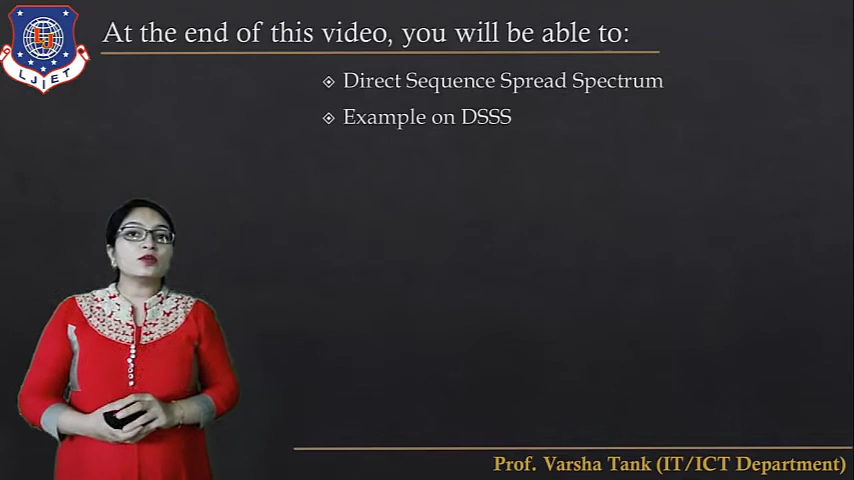 At the end of this video, you will be able to:
LJ
LJIET
Direct Sequence Spread Spectrum
Example on DSSS
Prof. Varsha Tank (IT/ICT Department)